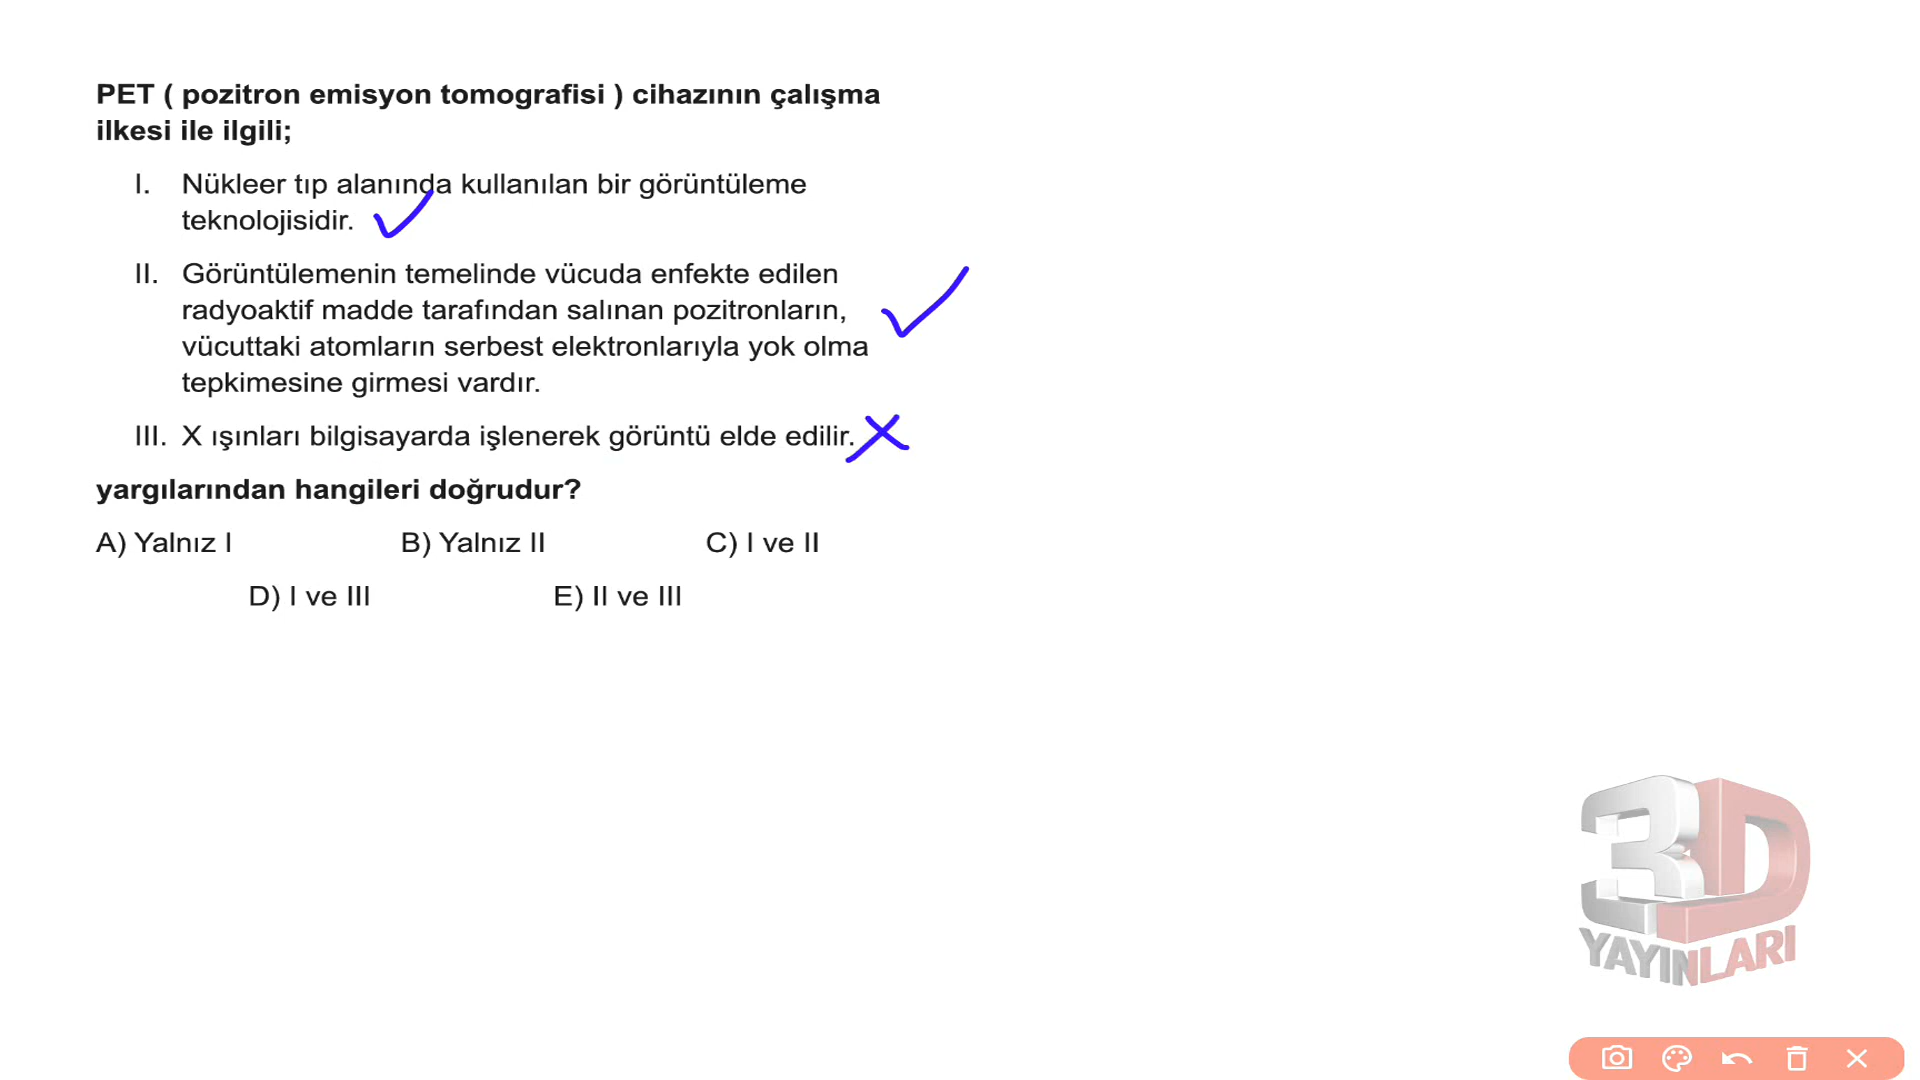 PET ( pozitron emisyon tomografisi ) cihazının çalışma
ilkesi ile ilgili;
I. Nükleer tıp alanında kullanılan bir görüntüleme
teknolojisidir.
II. Görüntülemenin temelinde vücuda enfekte edilen
radyoaktif madde tarafından salınan pozitronların,
vücuttaki atomların serbest elektronlarıyla yok olma
tepkimesine girmesi vardır.
III. X ışınları bilgisayarda işlenerek görüntü elde edilir.
yargılarından hangileri doğrudur?
A) Yalnız I B) Yalnız II C) I ve II
D) I ve III E) II ve III
3D
YAYINLARI